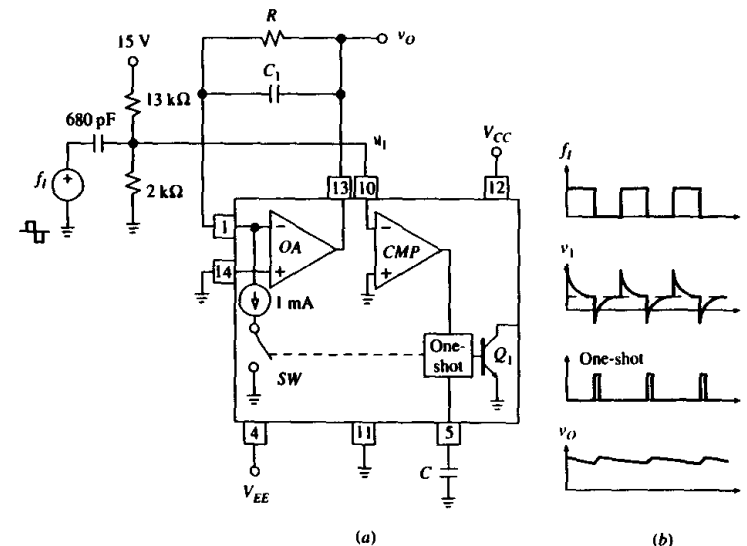 R
15 V
v_O
C_1
680 pF
13 kΩ
v_1
V_CC
f_I
2 kΩ
13
10
12
1
14
−
OA
+
−
CMP
+
1 mA
One-
shot
Q_1
SW
4
11
5
V_EE
C
(a)
f_I
+
v_1
One-shot
v_O
(b)